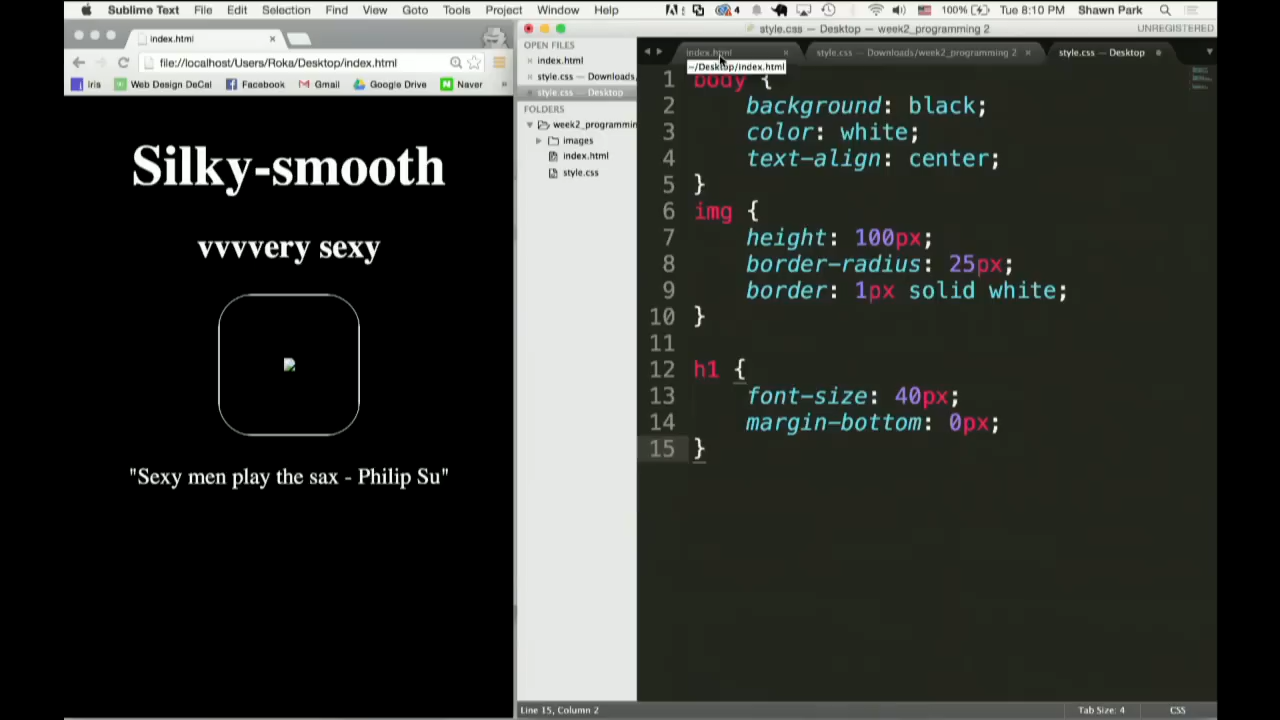 Sublime Text File Edit Selection Find View Goto Tools Project Window Help 4 100% Tue 8:10 PM Shawn Park
index.html
file://localhost/Users/Roka/Desktop/index.html
Iris Web Design DeCal Facebook Gmail Google Drive Naver
Silky-smooth
vvvvery sexy
"Sexy men play the sax - Philip Su"
style.css — Desktop — week2_programming 2
UNREGISTERED
OPEN FILES
index.html
style.css — Downloads,
style.css — Desktop
FOLDERS
week2_programmin
images
index.html
style.css
index.html style.css — Downloads/week2_programming 2 style.css — Desktop
~/Desktop/index.html
1 body {
2 background: black;
3 color: white;
4 text-align: center;
5 }
6 img {
7 height: 100px;
8 border-radius: 25px;
9 border: 1px solid white;
10 }
11
12 h1 {
13 font-size: 40px;
14 margin-bottom: 0px;
15 }
Line 15, Column 2
Tab Size: 4 CSS